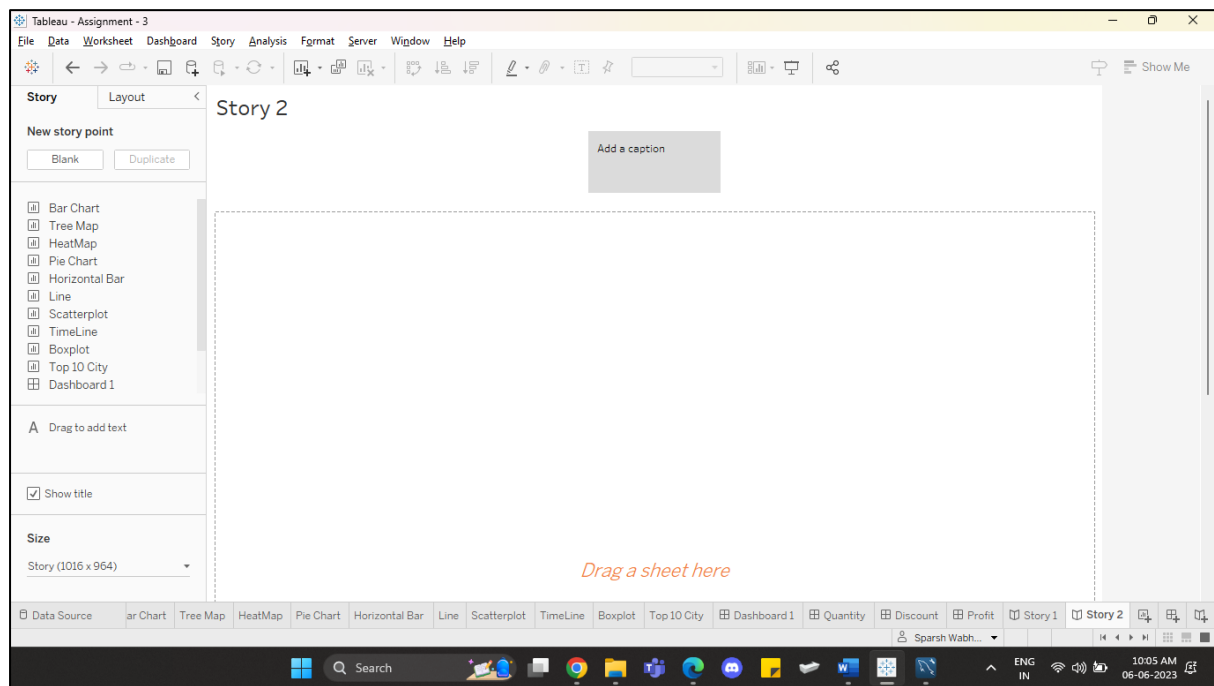 Tableau - Assignment - 3
File Data Worksheet Dashboard Story Analysis Format Server Window Help
Show Me
Story Layout
Story 2
New story point
Blank Duplicate
Add a caption
Bar Chart
Tree Map
HeatMap
Pie Chart
Horizontal Bar
Line
Scatterplot
TimeLine
Boxplot
Top 10 City
Dashboard 1
A Drag to add text
Show title
Size
Story (1016 x 964)
Drag a sheet here
Data Source ar Chart Tree Map HeatMap Pie Chart Horizontal Bar Line Scatterplot TimeLine Boxplot Top 10 City Dashboard 1 Quantity Discount Profit Story 1 Story 2
Sparsh Wabh...
Search
ENG
IN
10:05 AM
06-06-2023